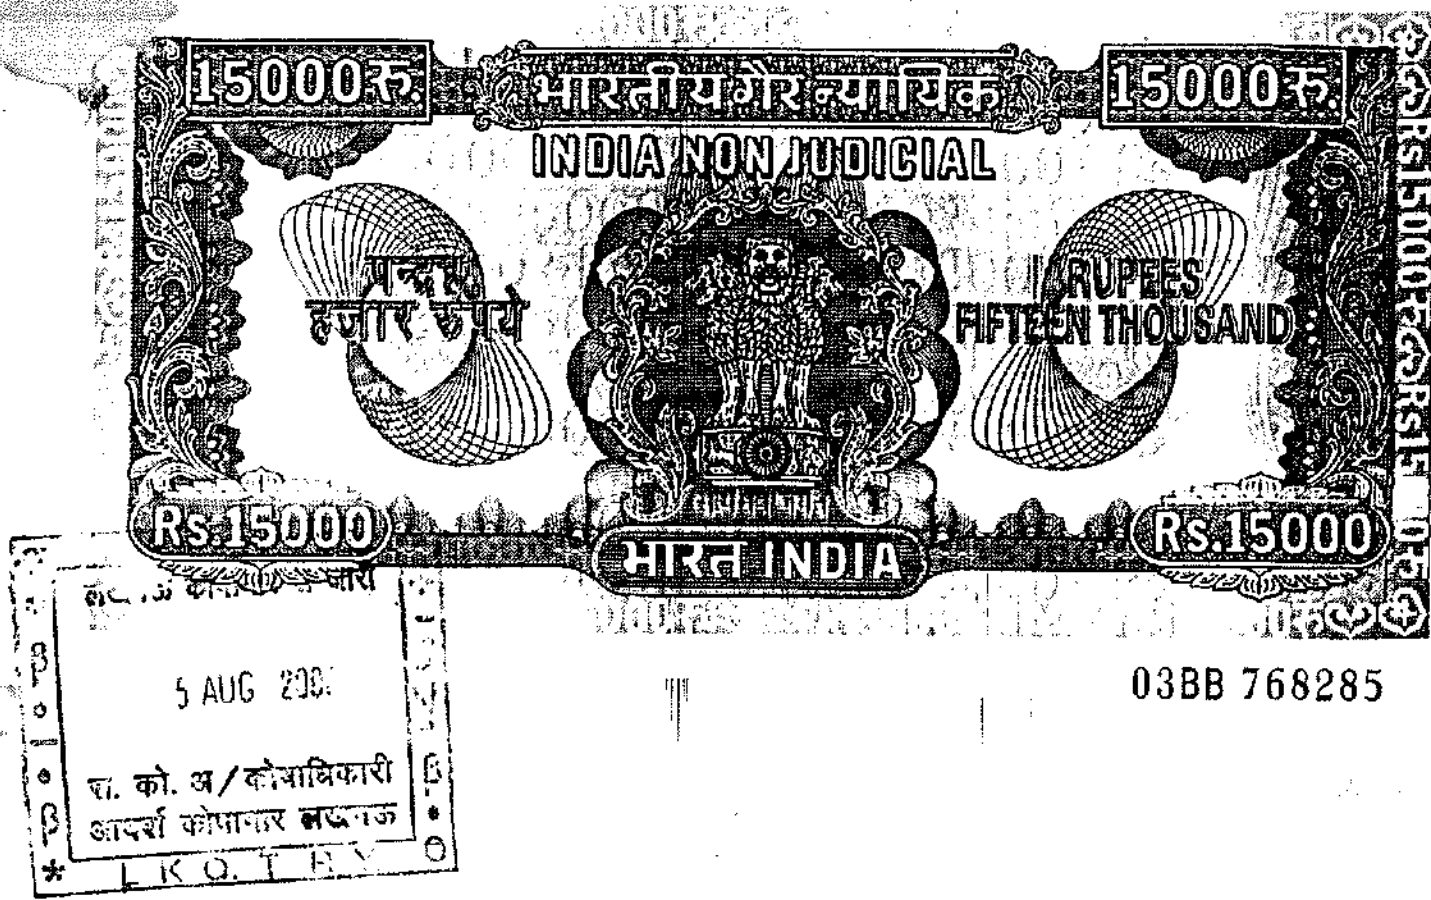 15000रु. भारतीय गैर न्यायिक 15000रु.
INDIA NON JUDICIAL
पन्द्रह
हजार रुपये
RUPEES
FIFTEEN THOUSAND
Rs.15000 भारत INDIA Rs.15000
03BB 768285
5 AUG
को. अ/कोषाधिकारी
आदर्श कोषागार लखनऊ
LKO. T R Y